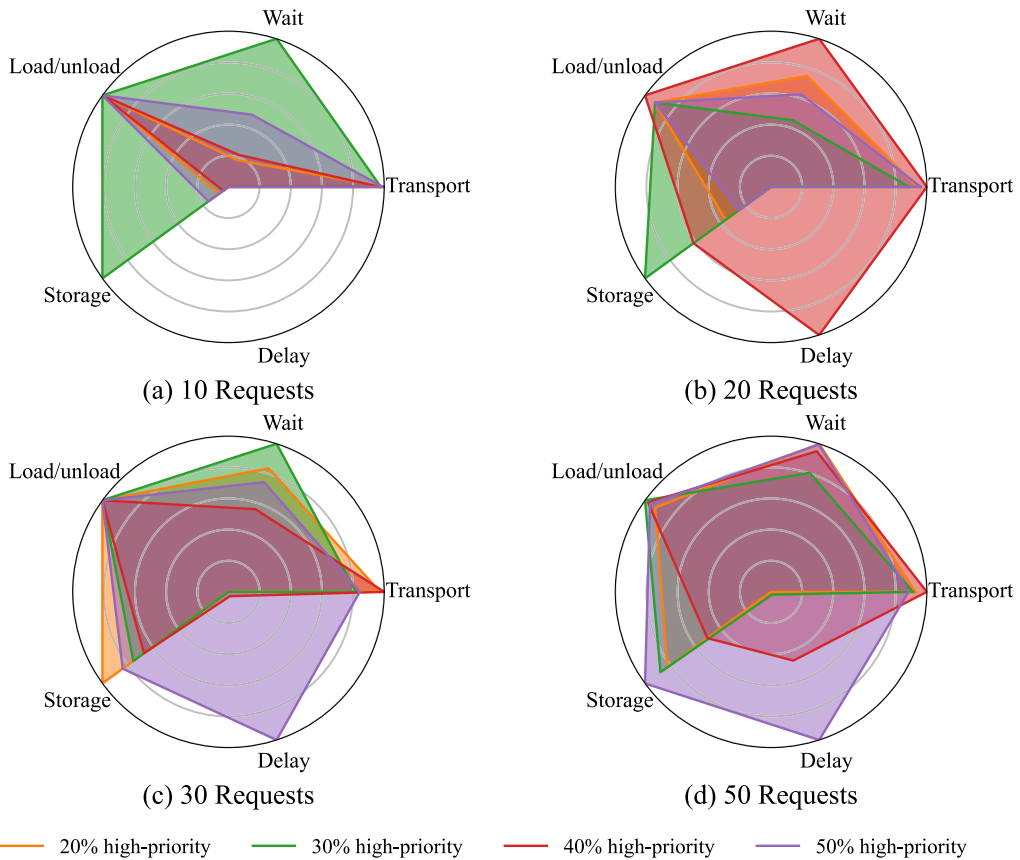 Wait
Load/unload
Transport
Storage
Delay
(a) 10 Requests
Wait
Load/unload
Transport
Storage
Delay
(b) 20 Requests
Wait
Load/unload
Transport
Storage
Delay
(c) 30 Requests
Wait
Load/unload
Transport
Storage
Delay
(d) 50 Requests
20% high-priority
30% high-priority
40% high-priority
50% high-priority